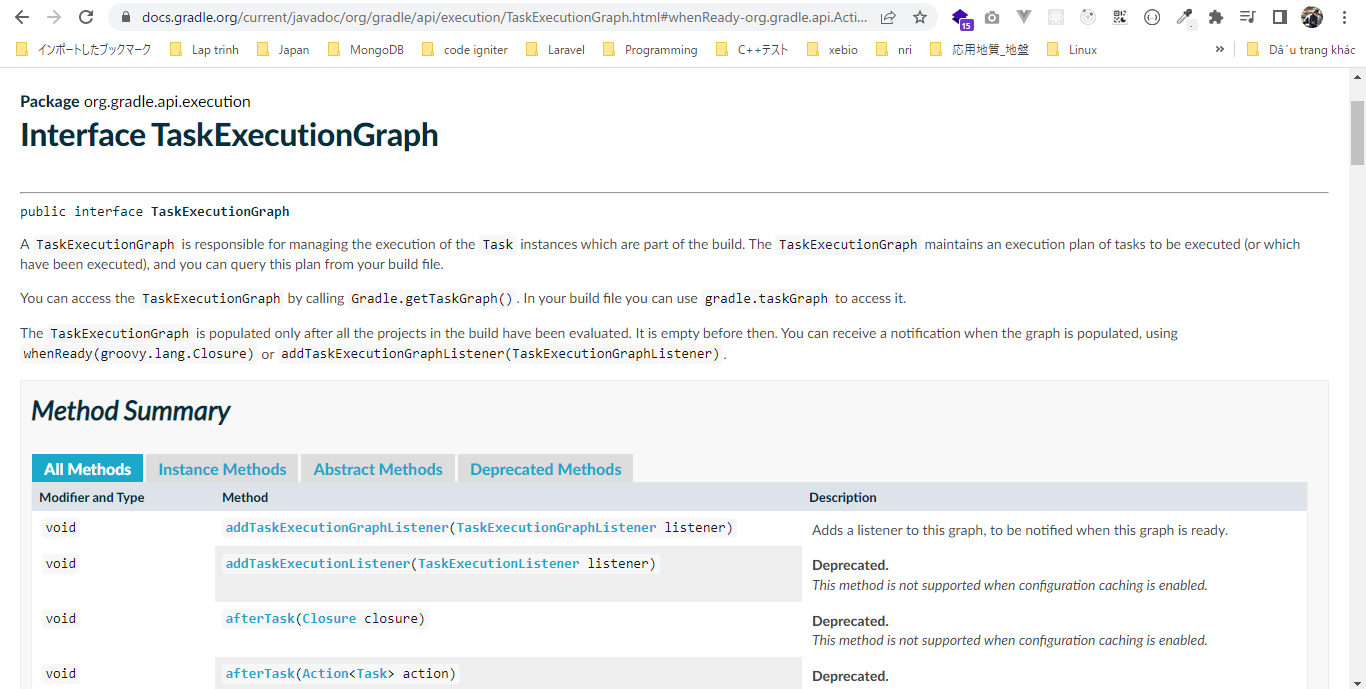 docs.gradle.org/current/javadoc/org/gradle/api/execution/TaskExecutionGraph.html#whenReady-org.gradle.api.Acti...
15
インポートしたブックマーク Lap trinh Japan MongoDB code igniter Laravel Programming C++テスト xebio nri 応用地質_地盤 Linux » Dấu trang khác
Package org.gradle.api.execution
Interface TaskExecutionGraph
public interface TaskExecutionGraph
A TaskExecutionGraph is responsible for managing the execution of the Task instances which are part of the build. The TaskExecutionGraph maintains an execution plan of tasks to be executed (or which
have been executed), and you can query this plan from your build file.
You can access the TaskExecutionGraph by calling Gradle.getTaskGraph(). In your build file you can use gradle.taskGraph to access it.
The TaskExecutionGraph is populated only after all the projects in the build have been evaluated. It is empty before then. You can receive a notification when the graph is populated, using
whenReady(groovy.lang.Closure) or addTaskExecutionGraphListener(TaskExecutionGraphListener).
Method Summary
All Methods Instance Methods Abstract Methods Deprecated Methods
Modifier and Type Method Description
void addTaskExecutionGraphListener(TaskExecutionGraphListener listener) Adds a listener to this graph, to be notified when this graph is ready.
void addTaskExecutionListener(TaskExecutionListener listener) Deprecated.
This method is not supported when configuration caching is enabled.
void afterTask(Closure closure) Deprecated.
This method is not supported when configuration caching is enabled.
void afterTask(Action<Task> action) Deprecated.